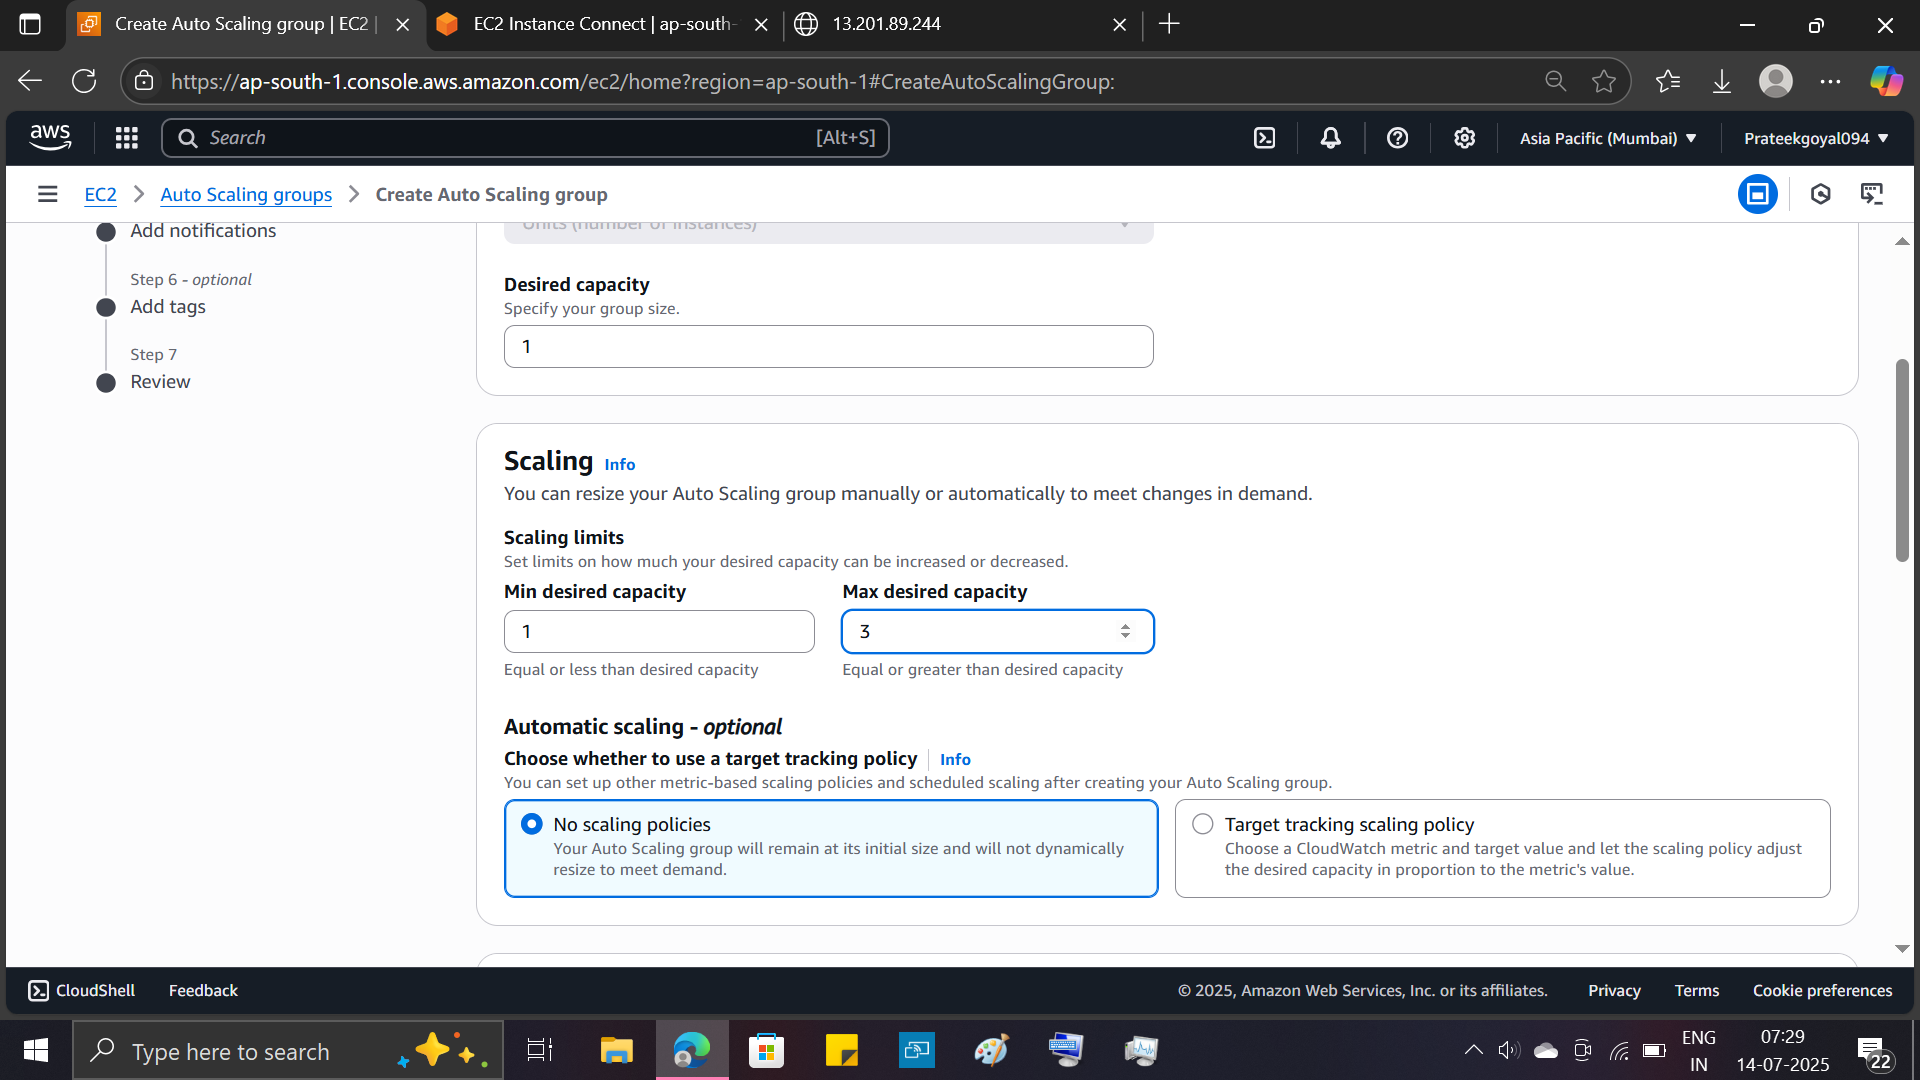 Create Auto Scaling group | EC2 |
EC2 Instance Connect | ap-south-
13.201.89.244
https://ap-south-1.console.aws.amazon.com/ec2/home?region=ap-south-1#CreateAutoScalingGroup:
aws
Search
[Alt+S]
Asia Pacific (Mumbai)
Prateekgoyal094
EC2
Auto Scaling groups
Create Auto Scaling group
Add notifications
Step 6 - optional
Add tags
Step 7
Review
Units (number of instances)
Desired capacity
Specify your group size.
1
Scaling Info
You can resize your Auto Scaling group manually or automatically to meet changes in demand.
Scaling limits
Set limits on how much your desired capacity can be increased or decreased.
Min desired capacity
1
Equal or less than desired capacity
Max desired capacity
3
Equal or greater than desired capacity
Automatic scaling - optional
Choose whether to use a target tracking policy Info
You can set up other metric-based scaling policies and scheduled scaling after creating your Auto Scaling group.
No scaling policies
Your Auto Scaling group will remain at its initial size and will not dynamically
resize to meet demand.
Target tracking scaling policy
Choose a CloudWatch metric and target value and let the scaling policy adjust
the desired capacity in proportion to the metric's value.
CloudShell
Feedback
© 2025, Amazon Web Services, Inc. or its affiliates.
Privacy
Terms
Cookie preferences
Type here to search
ENG
IN
07:29
14-07-2025
22